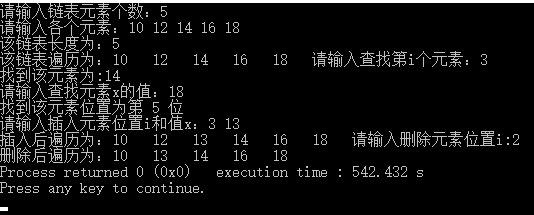 请输入链表元素个数：5
请输入各个元素：10 12 14 16 18
该链表长度为：5
该链表遍历为：10   12   14   16   18   请输入查找第i个元素：3
找到该元素为:14
请输入查找元素x的值：18
找到该元素位置为第 5 位
请输入插入元素位置i和值x：3 13
插入后遍历为：10   12   13   14   16   18   请输入删除元素位置i:2
删除后遍历为：10   13   14   16   18
Process returned 0 (0x0)   execution time : 542.432 s
Press any key to continue.